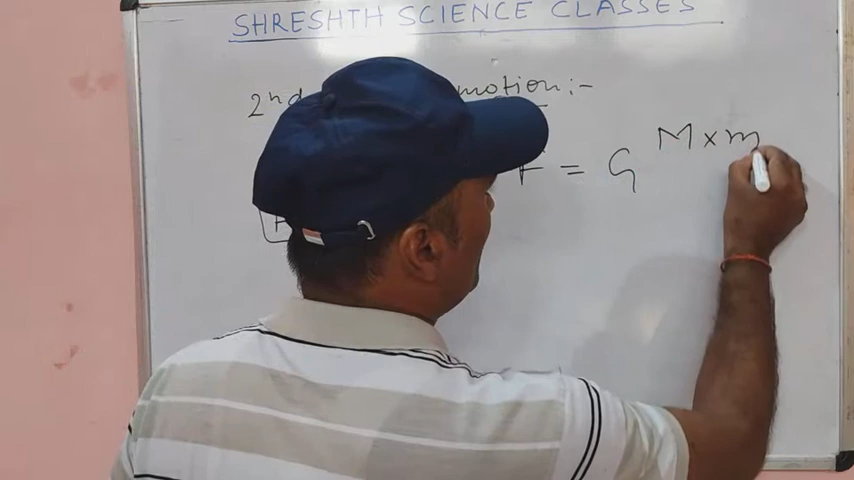 SHRESHTH SCIENCE CLASSES
2nd motion :-
F = G M × m